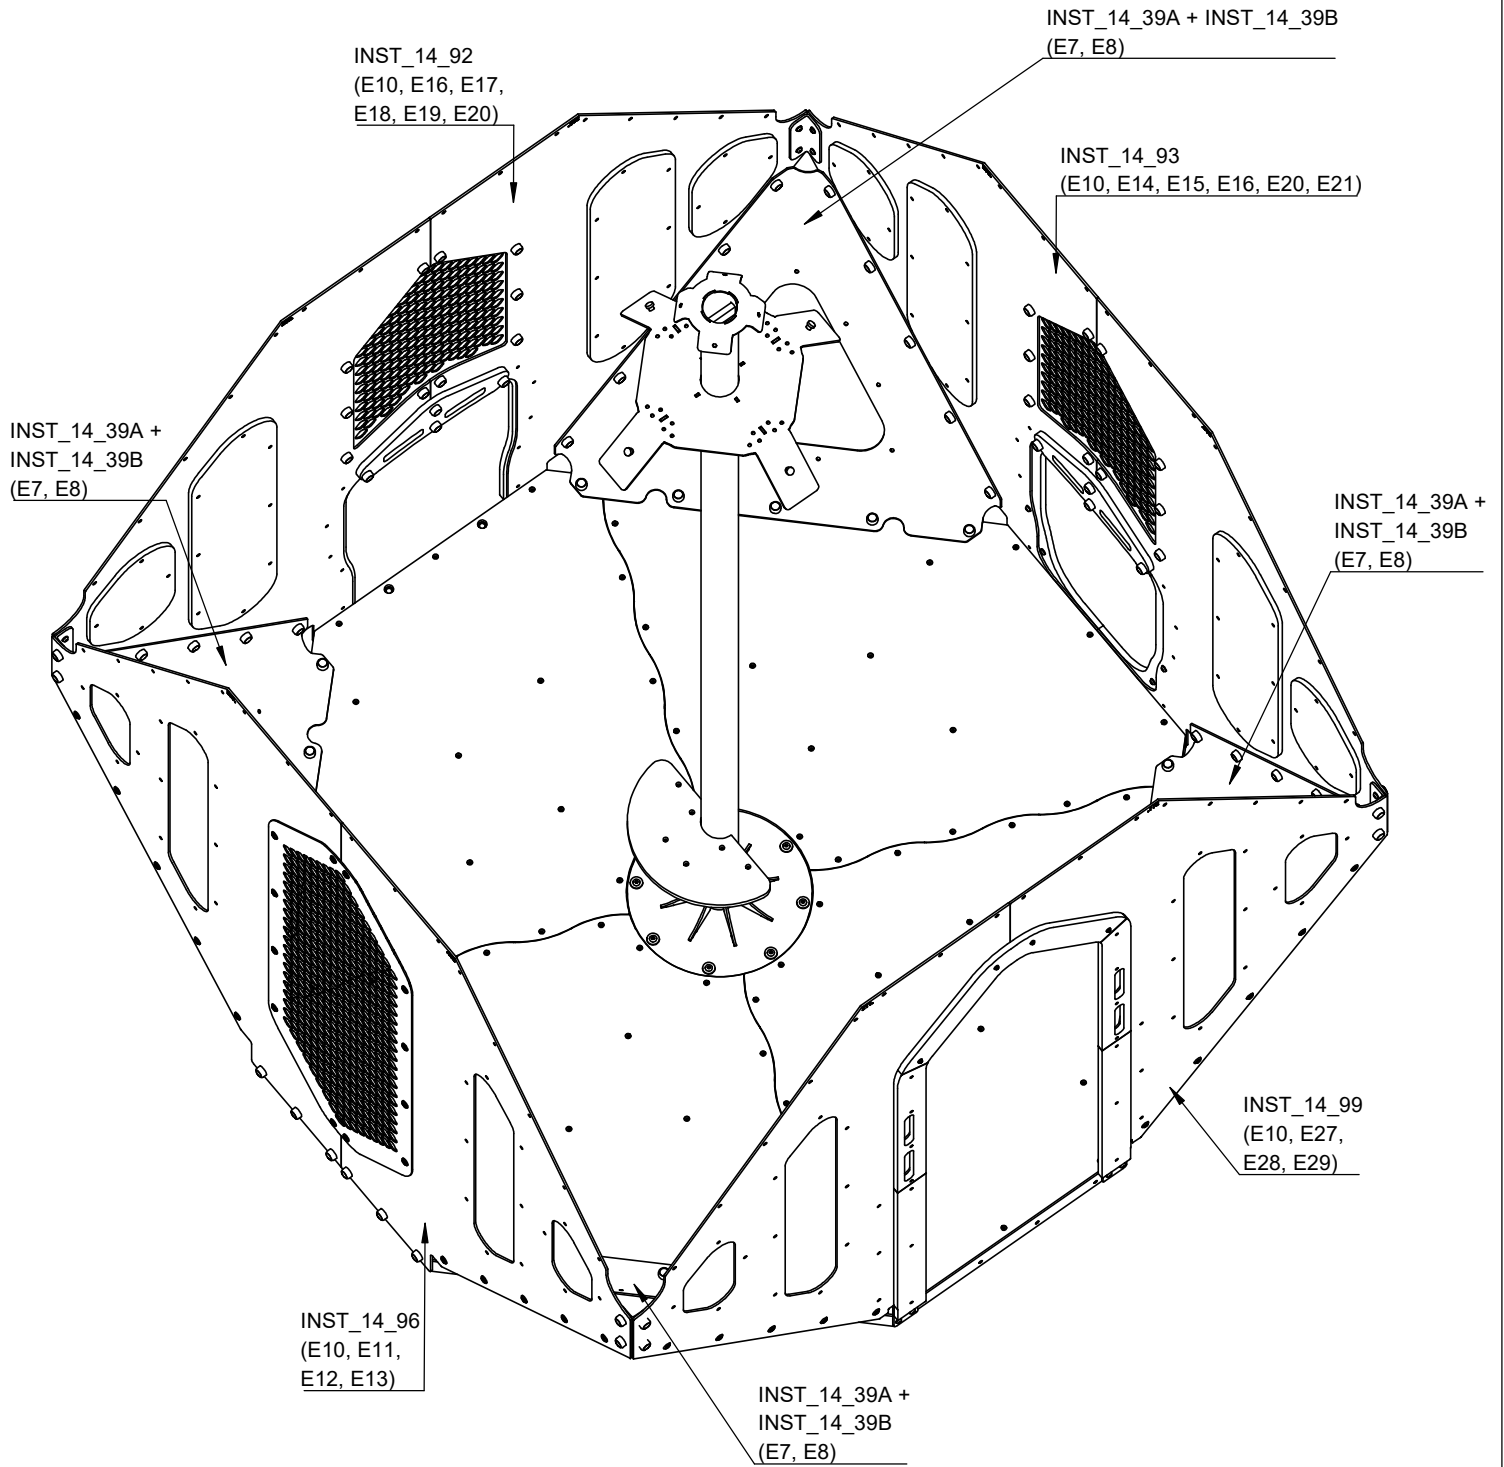 INST_14_39A + INST_14_39B
(E7, E8)
INST_14_92
(E10, E16, E17,
E18, E19, E20)
INST_14_93
(E10, E14, E15, E16, E20, E21)
INST_14_39A +
INST_14_39B
(E7, E8)
INST_14_39A +
INST_14_39B
(E7, E8)
INST_14_99
(E10, E27,
E28, E29)
INST_14_96
(E10, E11,
E12, E13)
INST_14_39A +
INST_14_39B
(E7, E8)